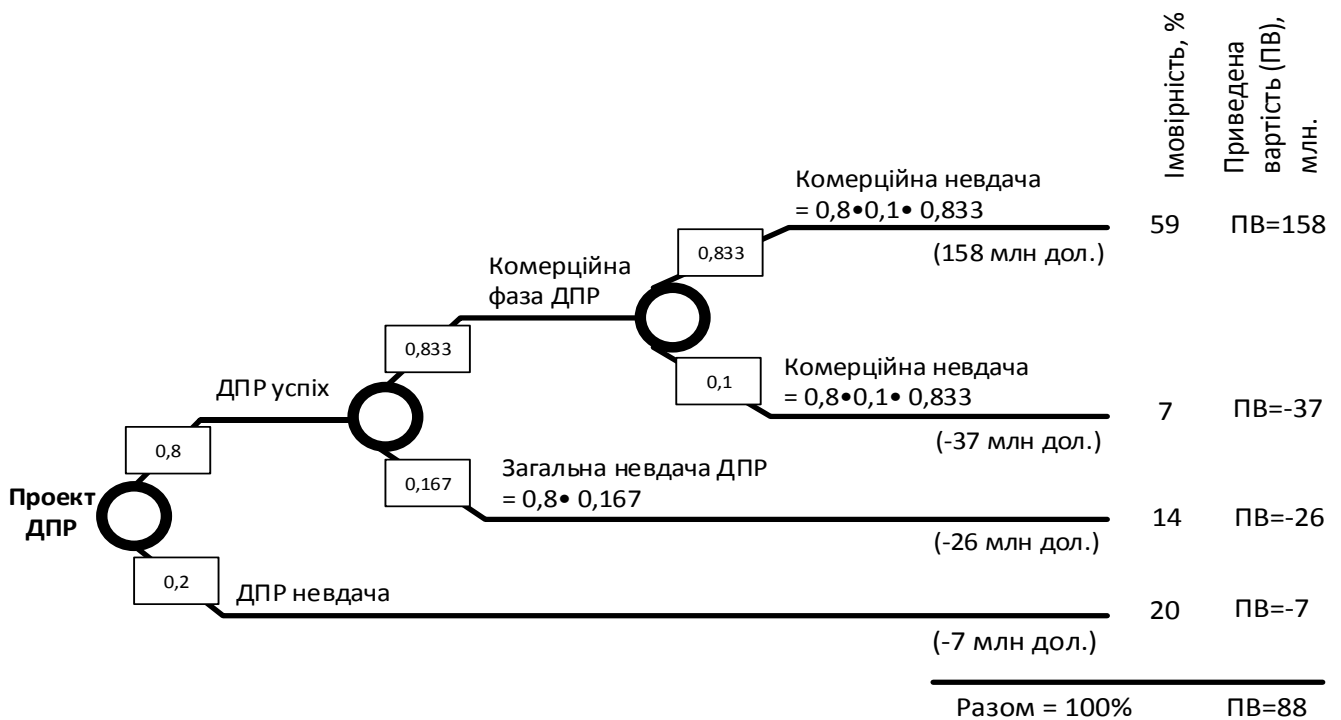 Імовірність, %
Приведена
вартість (ПВ),
млн.
Комерційна невдача
= 0,8•0,1• 0,833
59
ПВ=158
0,833
(158 млн дол.)
Комерційна
фаза ДПР
0,833
Комерційна невдача
= 0,8•0,1• 0,833
0,1
ДПР успіх
7
ПВ=-37
(-37 млн дол.)
0,8
Загальна невдача ДПР
= 0,8• 0,167
0,167
Проект
ДПР
14
ПВ=-26
(-26 млн дол.)
0,2
ДПР невдача
20
ПВ=-7
(-7 млн дол.)
Разом = 100%
ПВ=88